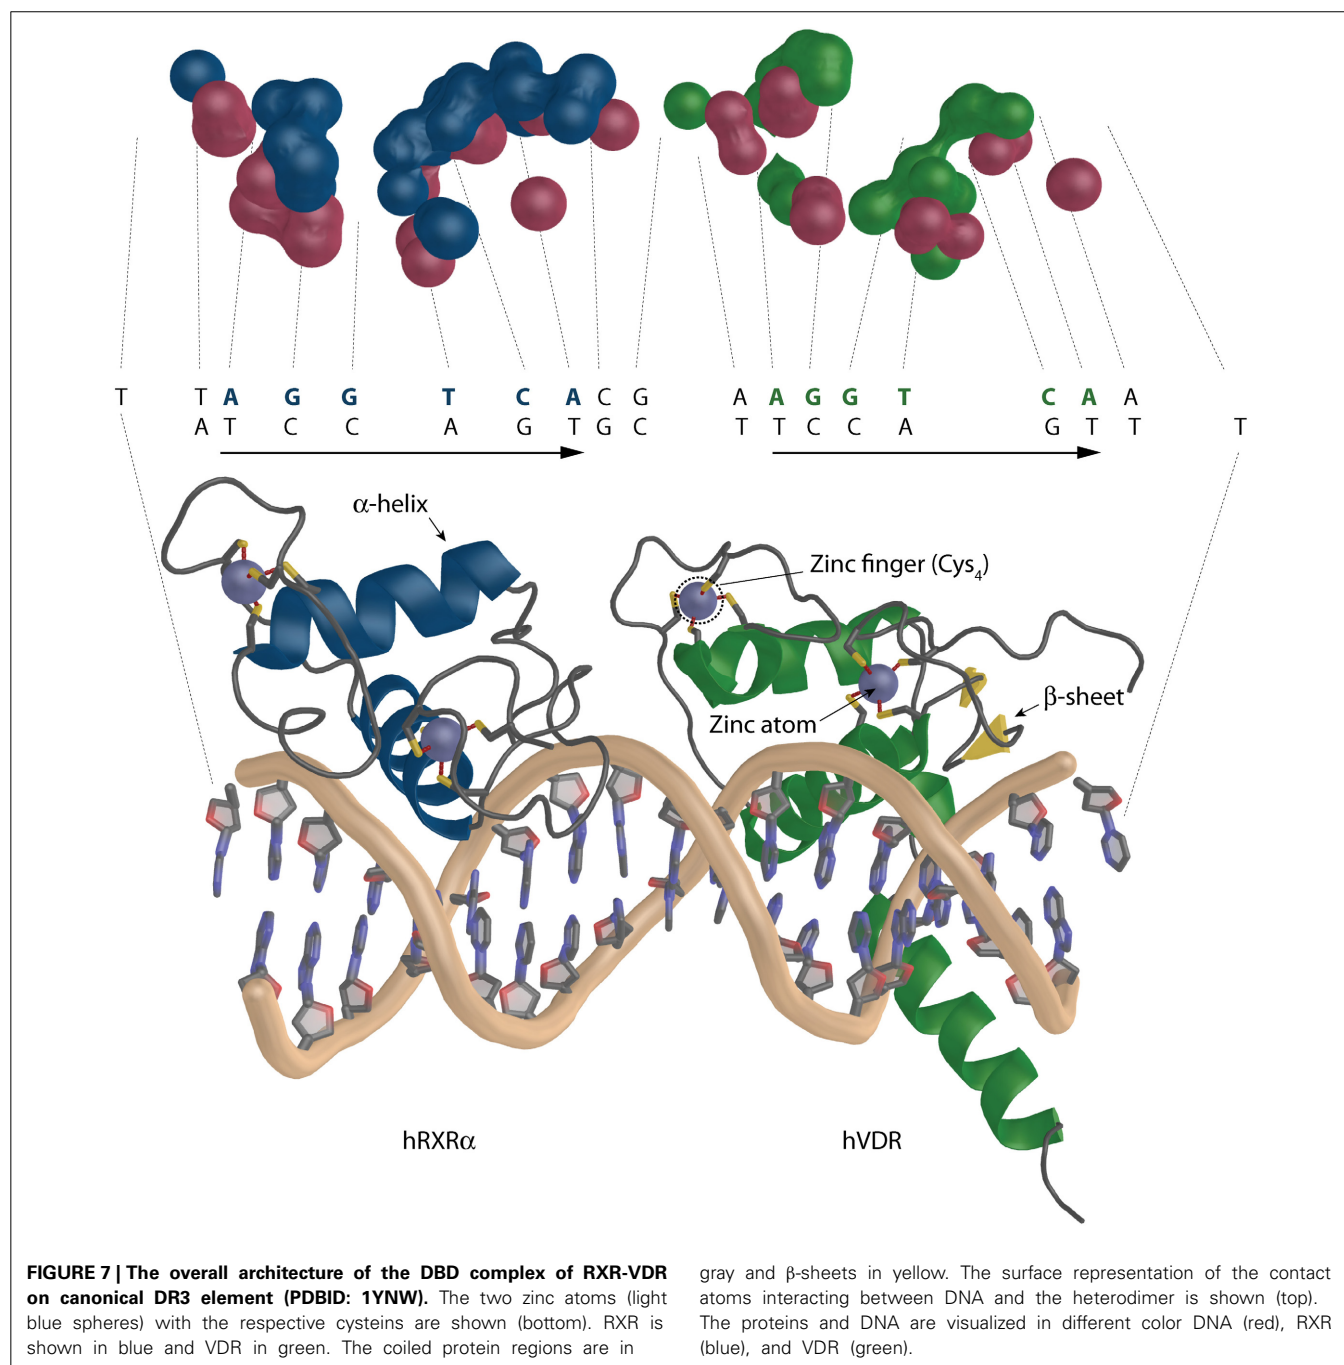 T T A G G T C A C G A A G G T C A A
A T C C A G T G C T T C C A G T T T
α-helix
Zinc finger (Cys4)
Zinc atom
β-sheet
hRXRα
hVDR
FIGURE 7 | The overall architecture of the DBD complex of RXR-VDR
on canonical DR3 element (PDBID: 1YNW). The two zinc atoms (light
blue spheres) with the respective cysteins are shown (bottom). RXR is
shown in blue and VDR in green. The coiled protein regions are in
gray and β-sheets in yellow. The surface representation of the contact
atoms interacting between DNA and the heterodimer is shown (top).
The proteins and DNA are visualized in different color DNA (red), RXR
(blue), and VDR (green).